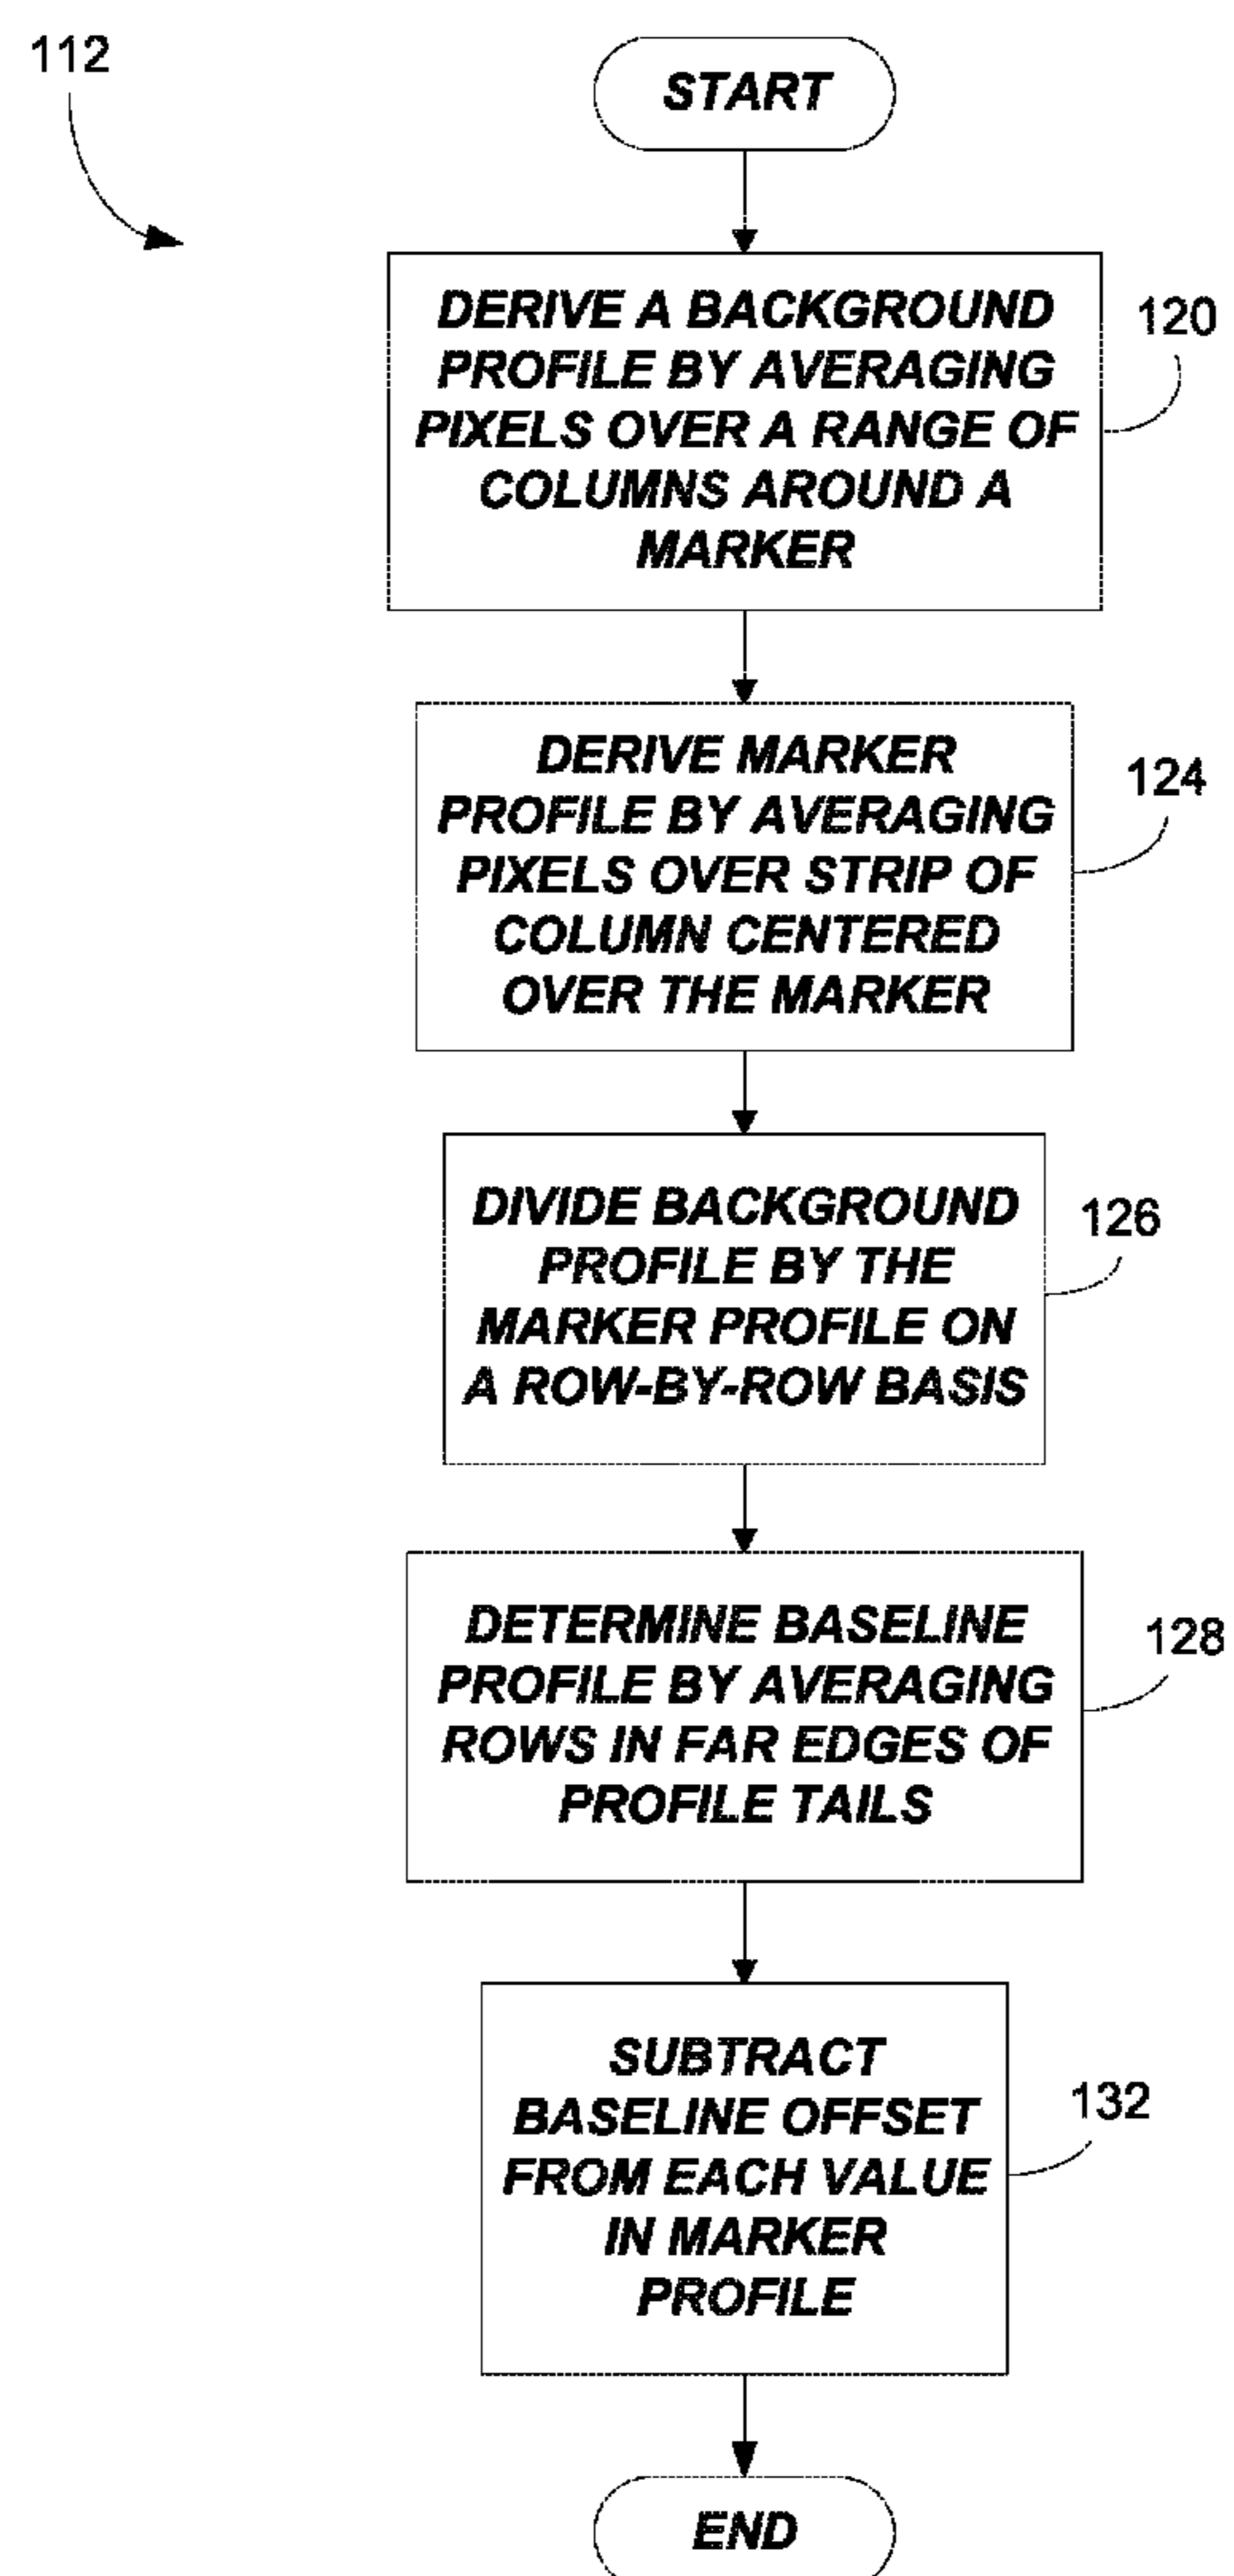 112
START
DERIVE A BACKGROUND
PROFILE BY AVERAGING
PIXELS OVER A RANGE OF
COLUMNS AROUND A
MARKER
120
DERIVE MARKER
PROFILE BY AVERAGING
PIXELS OVER STRIP OF
COLUMN CENTERED
OVER THE MARKER
124
DIVIDE BACKGROUND
PROFILE BY THE
MARKER PROFILE ON
A ROW-BY-ROW BASIS
126
DETERMINE BASELINE
PROFILE BY AVERAGING
ROWS IN FAR EDGES OF
PROFILE TAILS
128
SUBTRACT
BASELINE OFFSET
FROM EACH VALUE
IN MARKER
PROFILE
132
END